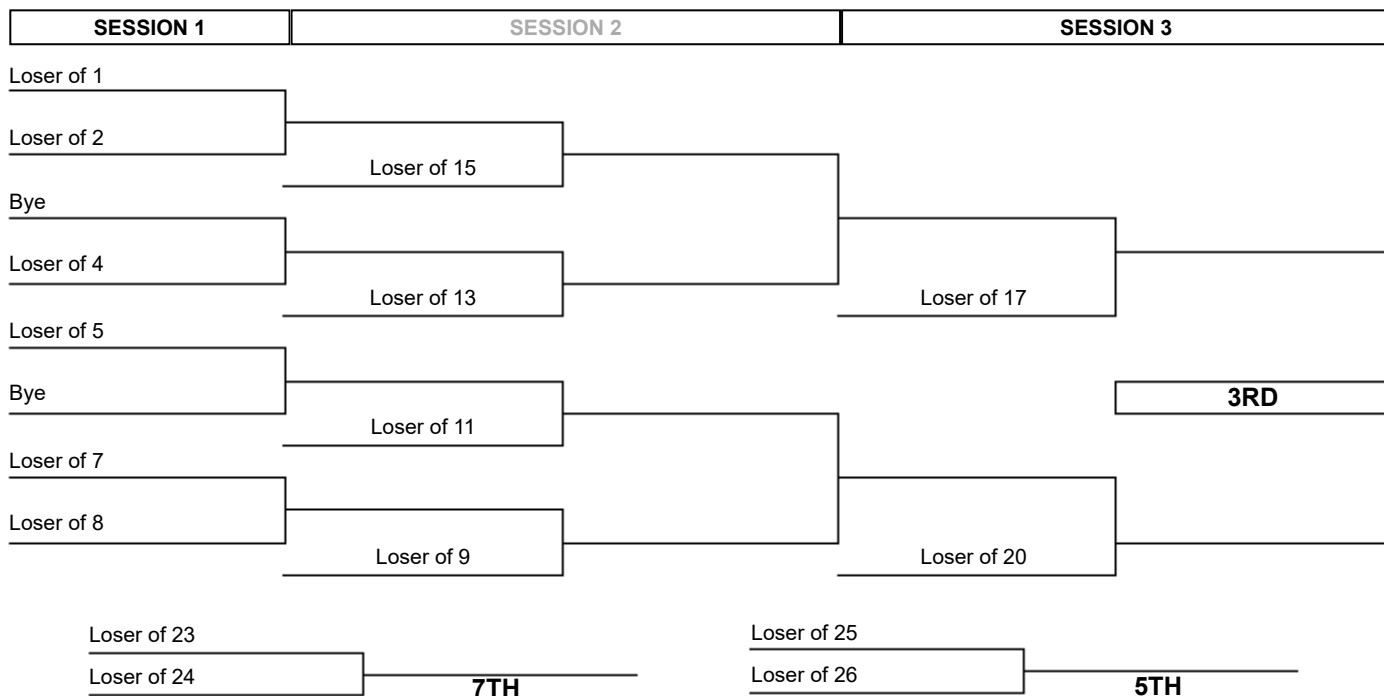 SESSION 1
SESSION 2
SESSION 3
Loser of 1
Loser of 2
Loser of 15
Bye
Loser of 4
Loser of 13
Loser of 17
Loser of 5
Bye
3RD
Loser of 11
Loser of 7
Loser of 8
Loser of 9
Loser of 20
Loser of 23
Loser of 24
7TH
Loser of 25
Loser of 26
5TH